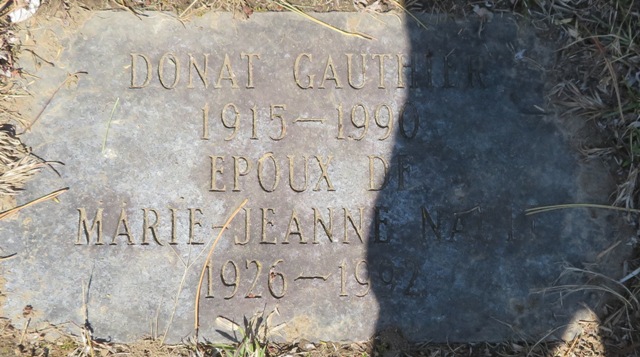 DONAT GAUTHIER
1915-1990
EPOUX DE
MARIE-JEANNE
1926-1992